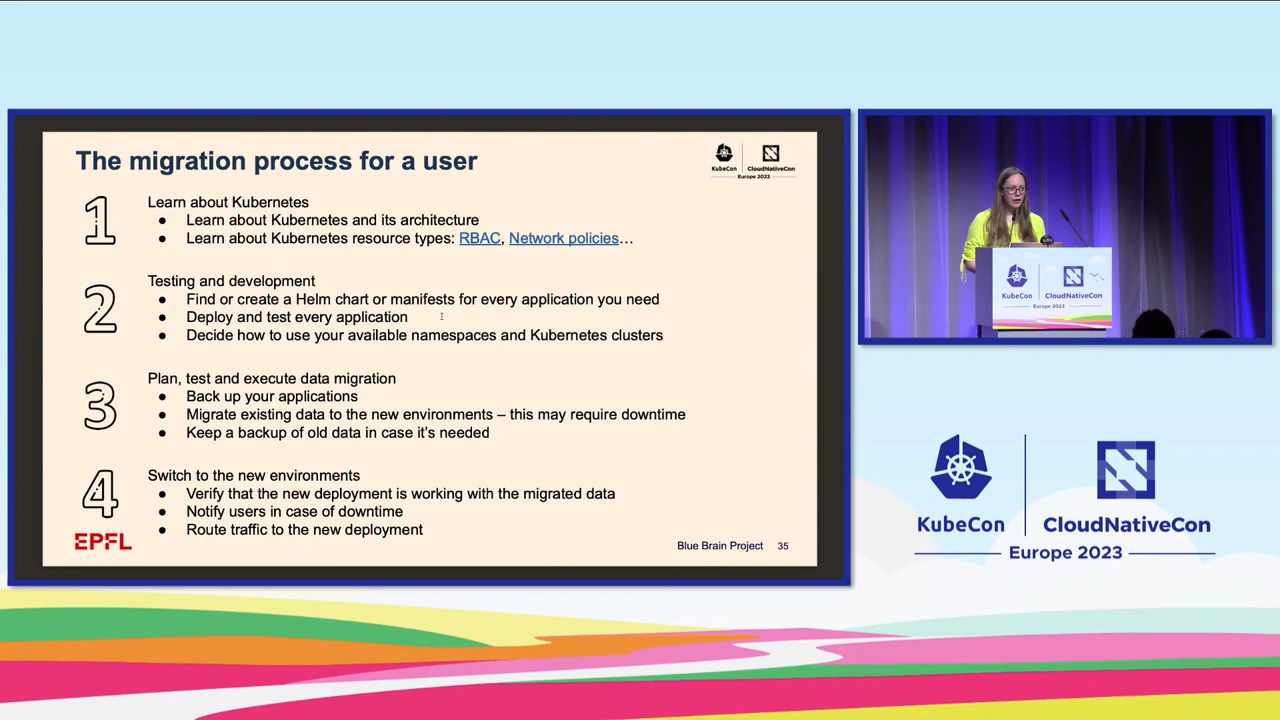 The migration process for a user
KubeCon
CloudNativeCon
Europe 2023
1
Learn about Kubernetes
● Learn about Kubernetes and its architecture
● Learn about Kubernetes resource types: RBAC, Network policies…
2
Testing and development
● Find or create a Helm chart or manifests for every application you need
● Deploy and test every application
● Decide how to use your available namespaces and Kubernetes clusters
3
Plan, test and execute data migration
● Back up your applications
● Migrate existing data to the new environments – this may require downtime
● Keep a backup of old data in case it's needed
4
Switch to the new environments
● Verify that the new deployment is working with the migrated data
● Notify users in case of downtime
● Route traffic to the new deployment
EPFL
Blue Brain Project 35
KubeCon
CloudNativeCon
Europe 2023
KubeCon
CloudNativeCon
Europe 2023